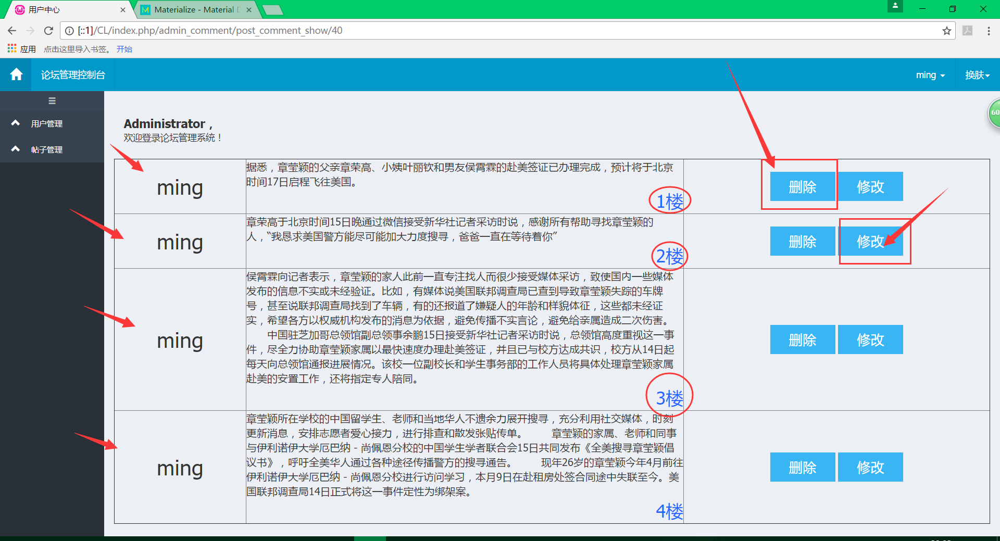 用户中心
Materialize - Material D
[::1]/CL/index.php/admin_comment/post_comment_show/40
应用 点击这里导入书签。 开始
论坛管理控制台
ming
换肤
用户管理
帖子管理
60
Administrator，
欢迎登录论坛管理系统！
ming
据悉，章莹颖的父亲章荣高、小姨叶丽钦和男友侯霄霖的赴美签证已办理完成，预计将于北京
时间17日启程飞往美国。
1楼
删除 修改
ming
章荣高于北京时间15日晚通过微信接受新华社记者采访时说，感谢所有帮助寻找章莹颖的
人，“我恳求美国警方能尽可能加大力度搜寻，爸爸一直在等待着你”
2楼
删除 修改
ming
侯霄霖向记者表示，章莹颖的家人此前一直专注找人而很少接受媒体采访，致使国内一些媒体
发布的信息不实或未经验证。比如，有媒体说美国联邦调查局已查到导致章莹颖失踪的车牌
号，甚至说联邦调查局找到了车辆，有的还报道了嫌疑人的年龄和样貌体征，这些都未经证
实，希望各方以权威机构发布的消息为依据，避免传播不实言论，避免给亲属造成二次伤害。
中国驻芝加哥总领馆副总领事余鹏15日接受新华社记者采访时说，总领馆高度重视这一事
件，尽全力协助章莹颖家属以最快速度办理赴美签证，并且已与校方达成共识，校方从14日起
每天向总领馆通报进展情况。该校一位副校长和学生事务部的工作人员将具体处理章莹颖家属
赴美的安置工作，还将指定专人陪同。
3楼
删除 修改
ming
章莹颖所在学校的中国留学生、老师和当地华人不遗余力展开搜寻，充分利用社交媒体，时刻
更新消息，安排志愿者爱心接力，进行排查和散发张贴传单。 章莹颖的家属、老师和同事
与伊利诺伊大学厄巴纳－尚佩恩分校的中国学生学者联合会15日共同发布《全美搜寻章莹颖倡
议书》，呼吁全美华人通过各种途径传播警方的搜寻通告。 现年26岁的章莹颖今年4月前往
伊利诺伊大学厄巴纳－尚佩恩分校进行访问学习，本月9日在赴租房处签合同途中失联至今。美
国联邦调查局14日正式将这一事件定性为绑架案。
4楼
删除 修改